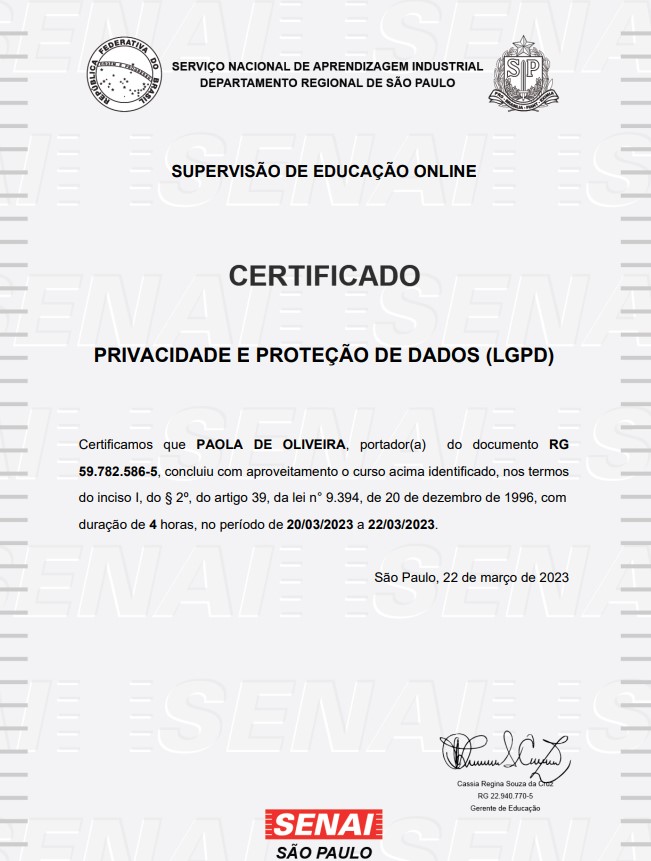 REPÚBLICA FEDERATIVA DO BRASIL
ORDEM E PROGRESSO
SERVIÇO NACIONAL DE APRENDIZAGEM INDUSTRIAL
DEPARTAMENTO REGIONAL DE SÃO PAULO
SP
SUPERVISÃO DE EDUCAÇÃO ONLINE
CERTIFICADO
PRIVACIDADE E PROTEÇÃO DE DADOS (LGPD)
Certificamos que PAOLA DE OLIVEIRA, portador(a) do documento RG
59.782.586-5, concluiu com aproveitamento o curso acima identificado, nos termos
do inciso I, do § 2º, do artigo 39, da lei n° 9.394, de 20 de dezembro de 1996, com
duração de 4 horas, no período de 20/03/2023 a 22/03/2023.
São Paulo, 22 de março de 2023
Cassia Regina Souza da Cruz
RG 22.940.770-5
Gerente de Educação
SENAI
SÃO PAULO